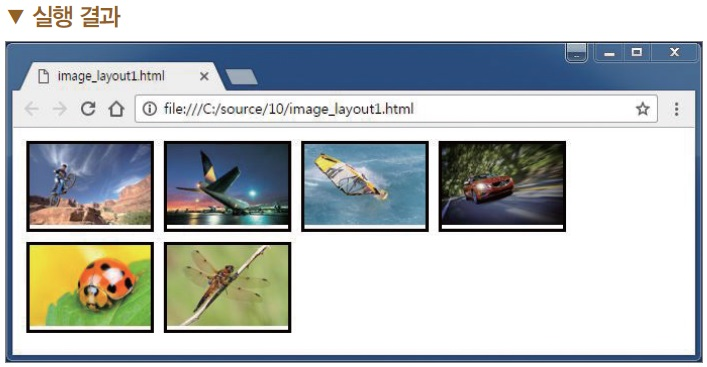 ▼ 실행 결과
image_layout1.html
file:///C:/source/10/image_layout1.html